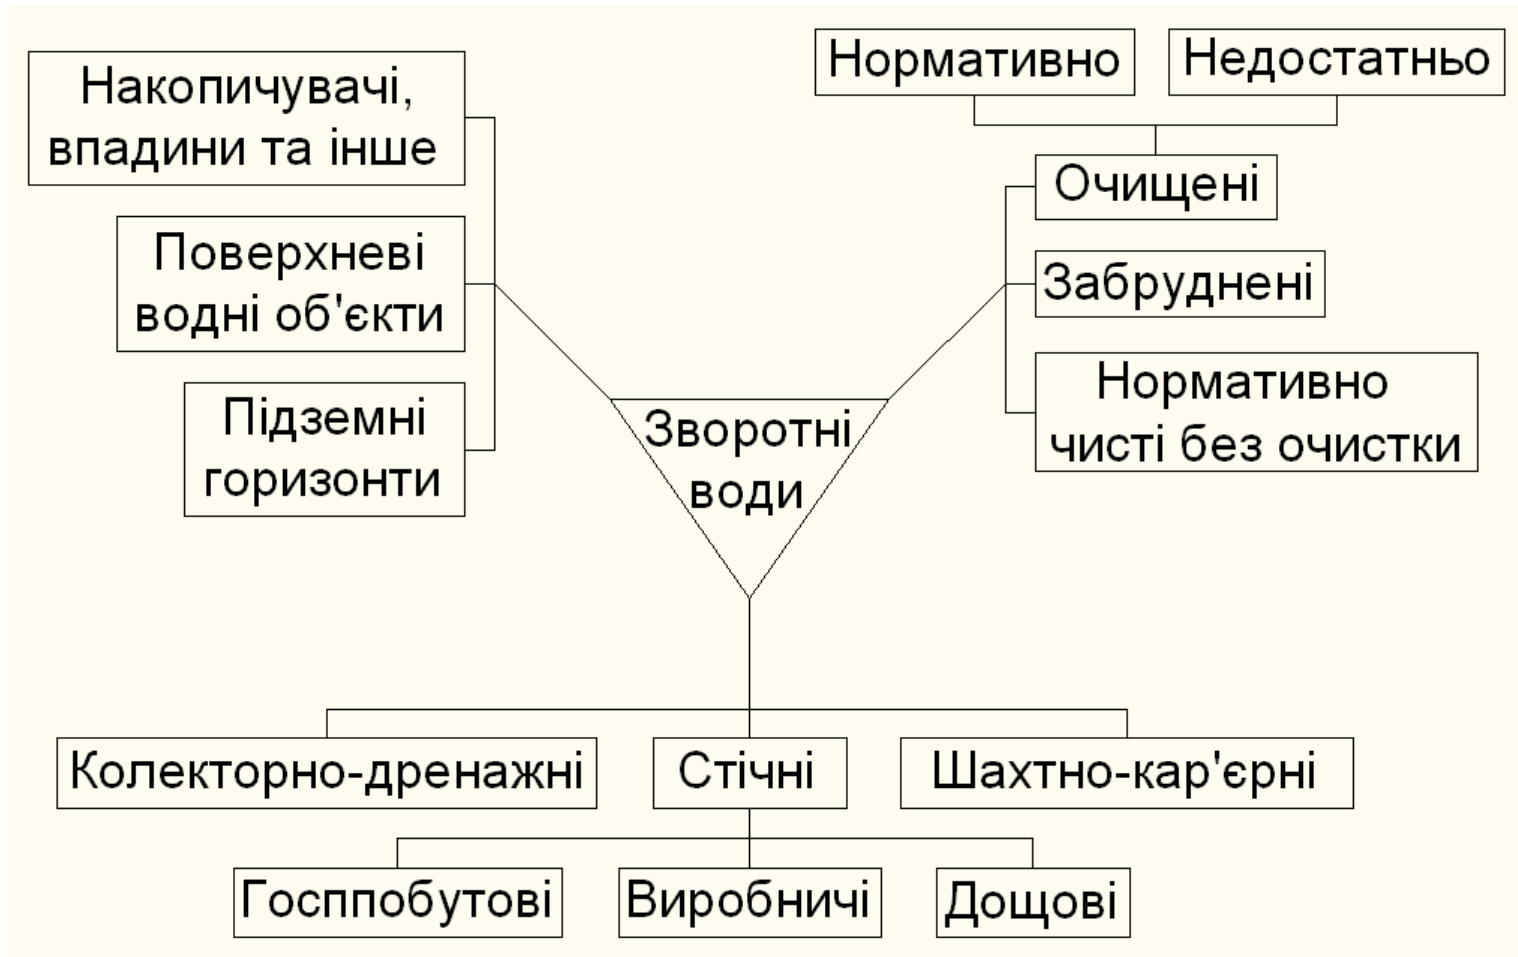 Накопичувачі,
впадини та інше
Поверхневі
водні об'єкти
Підземні
горизонти
Нормативно
Недостатньо
Очищені
Забруднені
Нормативно
чисті без очистки
Зворотні
води
Колекторно-дренажні
Стічні
Шахтно-кар'єрні
Госппобутові
Виробничі
Дощові